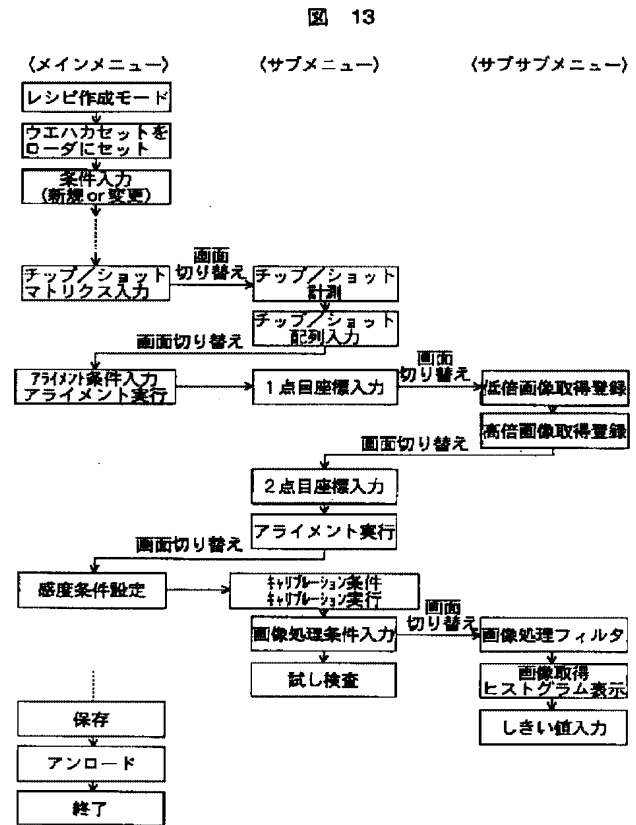 図 13
〈メインメニュー〉
〈サブメニュー〉
〈サブサブメニュー〉
レシピ作成モード
ウエハカセットを
ローダにセット
条件入力
(新規or変更)
チップ／ショット
マトリクス入力
画面
切り替え
チップ／ショット
計測
チップ／ショット
配列入力
画面切り替え
アライメント条件入力
アライメント実行
1点目座標入力
画面
切り替え
低倍画像取得登録
高倍画像取得登録
画面切り替え
2点目座標入力
アライメント実行
画面切り替え
感度条件設定
キャリブレーション条件
キャリブレーション実行
画像処理条件入力
画面
切り替え
画像処理フィルタ
試し検査
画像取得
ヒストグラム表示
しきい値入力
保存
アンロード
終了